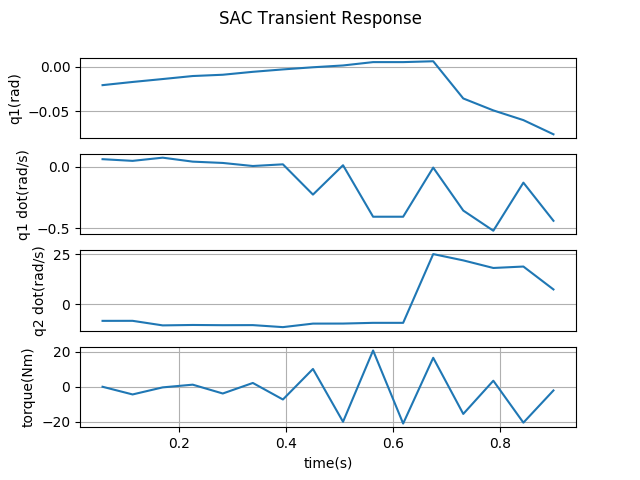 SAC Transient Response
0.00
−0.05
q1(rad)
0.0
−0.5
q1 dot(rad/s)
25
0
q2 dot(rad/s)
20
0
−20
torque(Nm)
0.2 0.4 0.6 0.8
time(s)